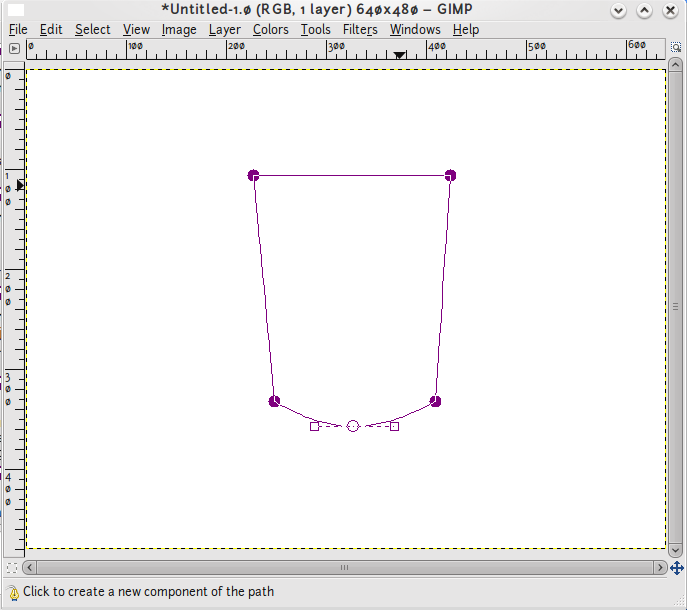 *Untitled-1.0 (RGB, 1 layer) 640x480 – GIMP
File Edit Select View Image Layer Colors Tools Filters Windows Help
0 100 200 300 400 500 600
0
100
200
300
400
Click to create a new component of the path